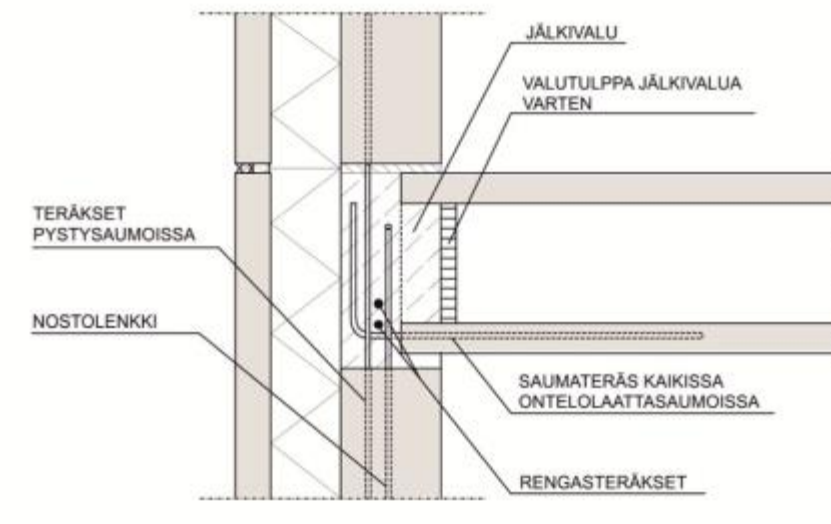 JÄLKIVALU
VALUTULPPA JÄLKIVALUA
VARTEN
TERÄKSET
PYSTYSAUMOISSA
NOSTOLENKKI
SAUMATERÄS KAIKISSA
ONTELOLAATTASAUMOISSA
RENGASTERÄKSET